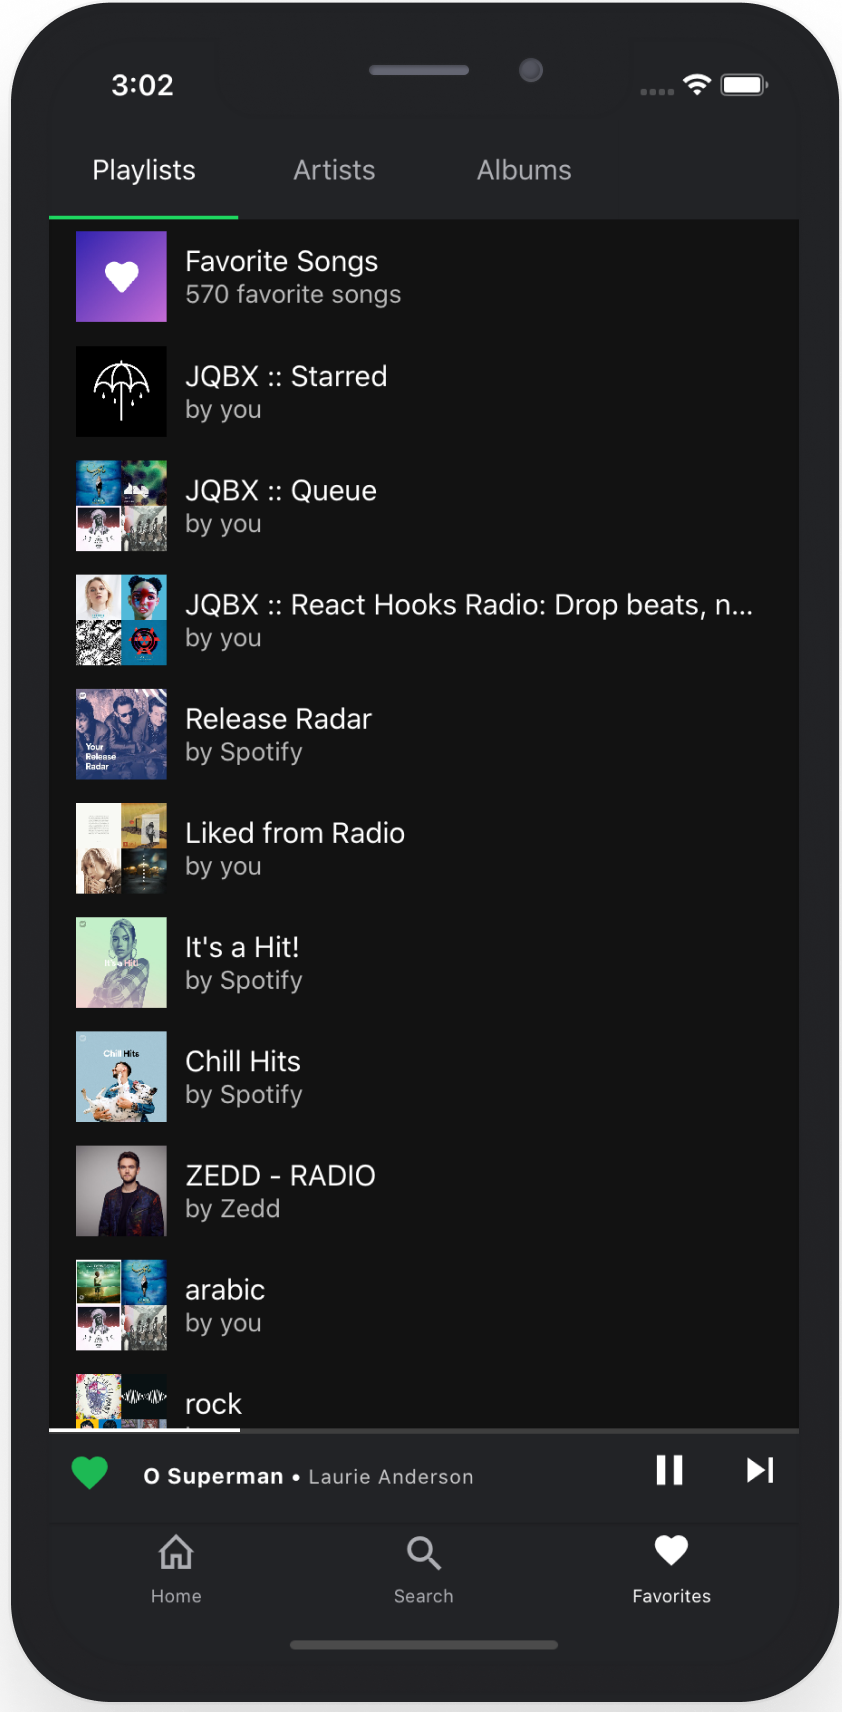 3:02
Playlists Artists Albums
Favorite Songs
570 favorite songs
JQBX :: Starred
by you
JQBX :: Queue
by you
JQBX :: React Hooks Radio: Drop beats, n...
by you
Your
Release
Radar
Release Radar
by Spotify
Liked from Radio
by you
It's a Hit!
It's a Hit!
by Spotify
Chill Hits
Chill Hits
by Spotify
ZEDD - RADIO
by Zedd
arabic
by you
rock
O Superman • Laurie Anderson
Home Search Favorites